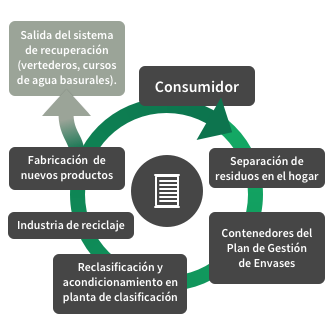 Salida del sistema
de recuperación
(vertederos, cursos
de agua basurales).
Consumidor
Separación de
residuos en el hogar
Contenedores del
Plan de Gestión
de Envases
Reclasificación y
acondicionamiento en
planta de clasificación
Industria de reciclaje
Fabricación de
nuevos productos